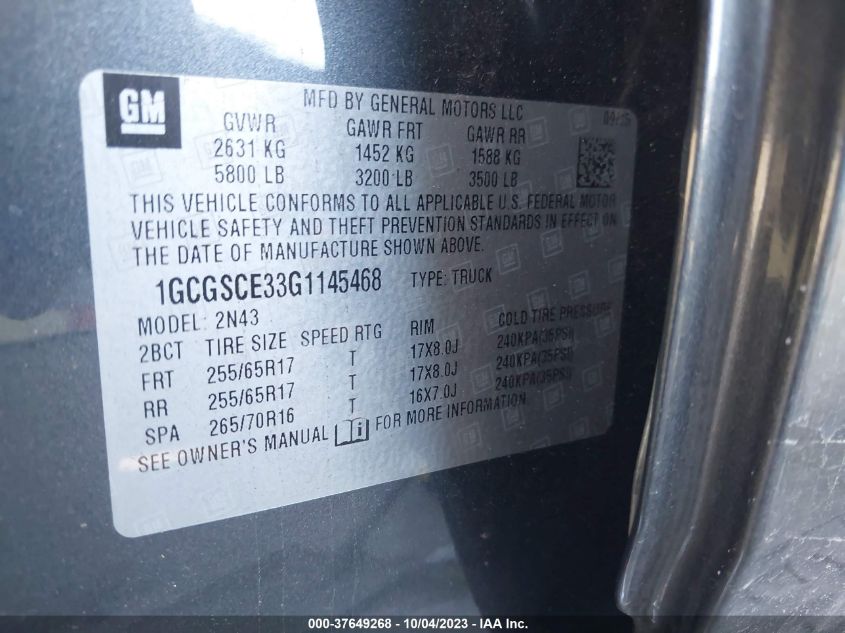 GM
MFD BY GENERAL MOTORS LLC
GVWR GAWR FRT GAWR RR
2631 KG 1452 KG 1588 KG
5800 LB 3200 LB 3500 LB
THIS VEHICLE CONFORMS TO ALL APPLICABLE U.S. FEDERAL MOTOR
VEHICLE SAFETY AND THEFT PREVENTION STANDARDS IN EFFECT ON
THE DATE OF MANUFACTURE SHOWN ABOVE.
1GCGSCE33G1145468 TYPE: TRUCK
MODEL: 2N43
2BCT TIRE SIZE SPEED RTG RIM COLD TIRE PRESSURE
FRT 255/65R17 T 17X8.0J 240KPA(35PSI)
RR 255/65R17 T 17X8.0J 240KPA(35PSI)
SPA 265/70R16 T 16X7.0J 240KPA(35PSI)
SEE OWNER'S MANUAL FOR MORE INFORMATION.
000-37649268 - 10/04/2023 - IAA Inc.